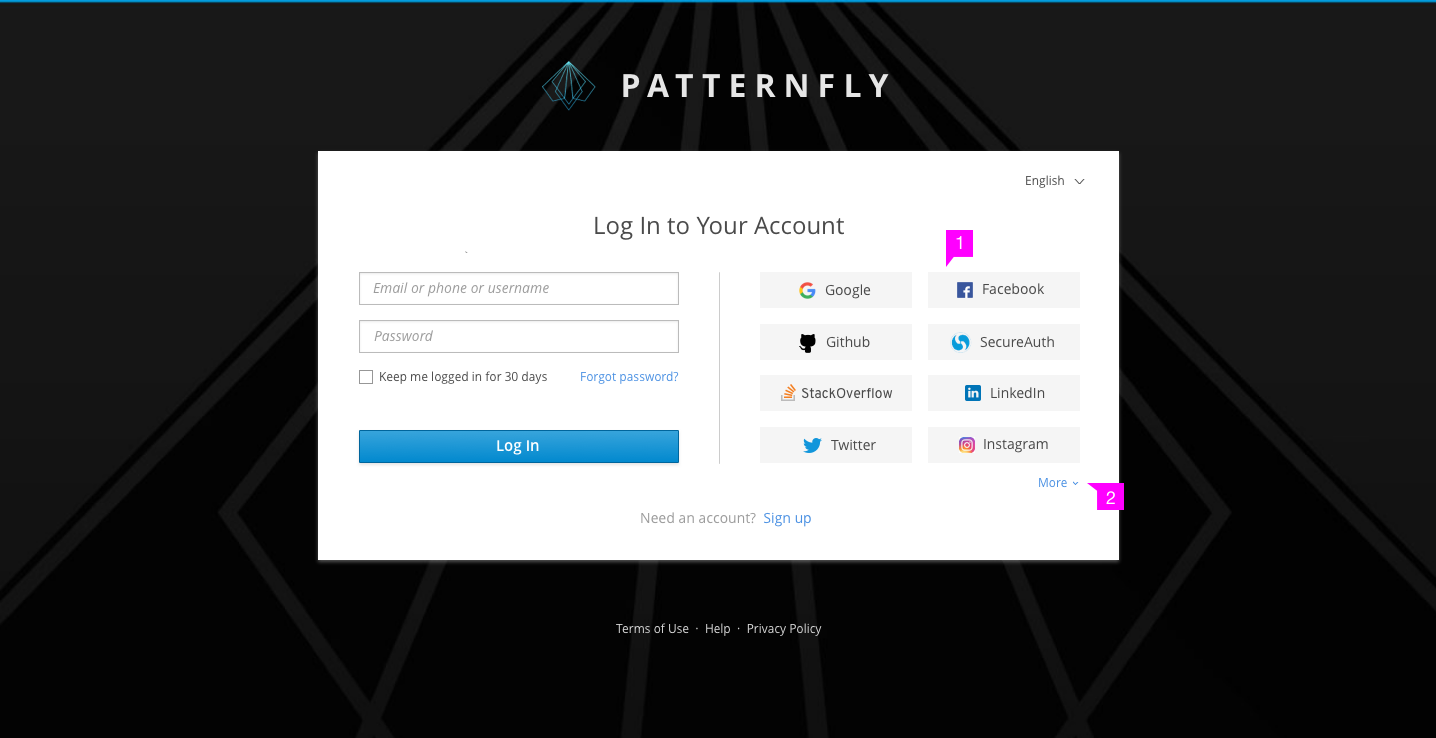 PATTERNFLY
English
Log In to Your Account
1
Email or phone or username
Password
Keep me logged in for 30 days
Forgot password?
Log In
Google
Facebook
Github
SecureAuth
StackOverflow
LinkedIn
Twitter
Instagram
More
2
Need an account? Sign up
Terms of Use · Help · Privacy Policy